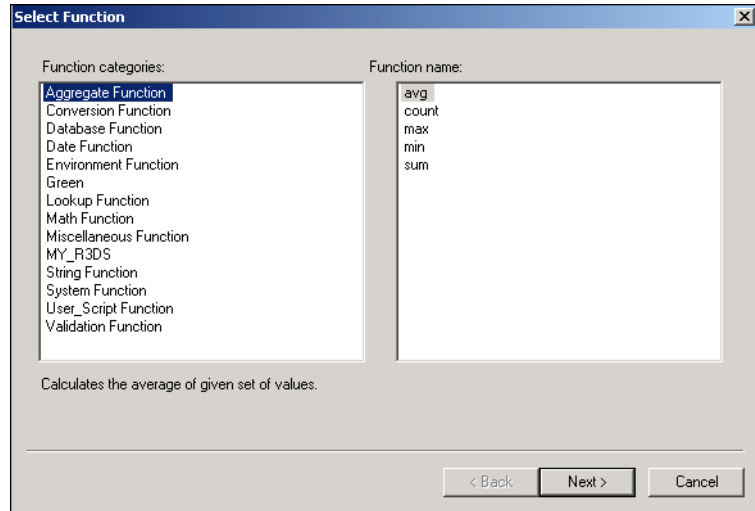 Select Function
Function categories:
Aggregate Function
Conversion Function
Database Function
Date Function
Environment Function
Green
Lookup Function
Math Function
Miscellaneous Function
MY_R3DS
String Function
System Function
User_Script Function
Validation Function
Function name:
avg
count
max
min
sum
Calculates the average of given set of values.
< Back
Next >
Cancel